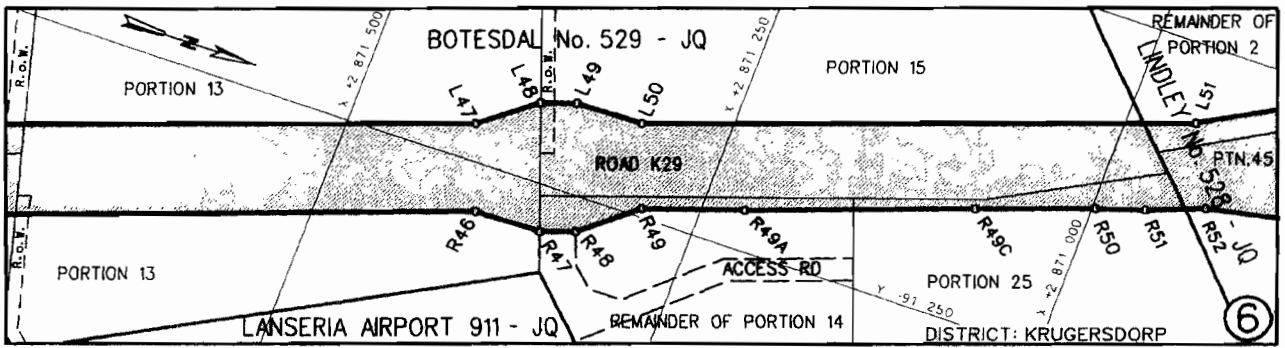 REMAINDER OF
PORTION 2
BOTESDAL No. 529 - JQ
R.o.W.
R.o.W.
N
X +2 871 500
X +2 871 250
PORTION 13
PORTION 15
LINDLEY No. 528 - JQ
L47
L48
L49
L50
L51
ROAD K29
PTN.45
R46
R47
R48
R49
R49A
R49C
R50
R51
R52
R.o.W.
PORTION 13
ACCESS RD
PORTION 25
Y -91 250
X +2 871 000
LANSERIA AIRPORT 911 - JQ
REMAINDER OF PORTION 14
DISTRICT: KRUGERSDORP
6